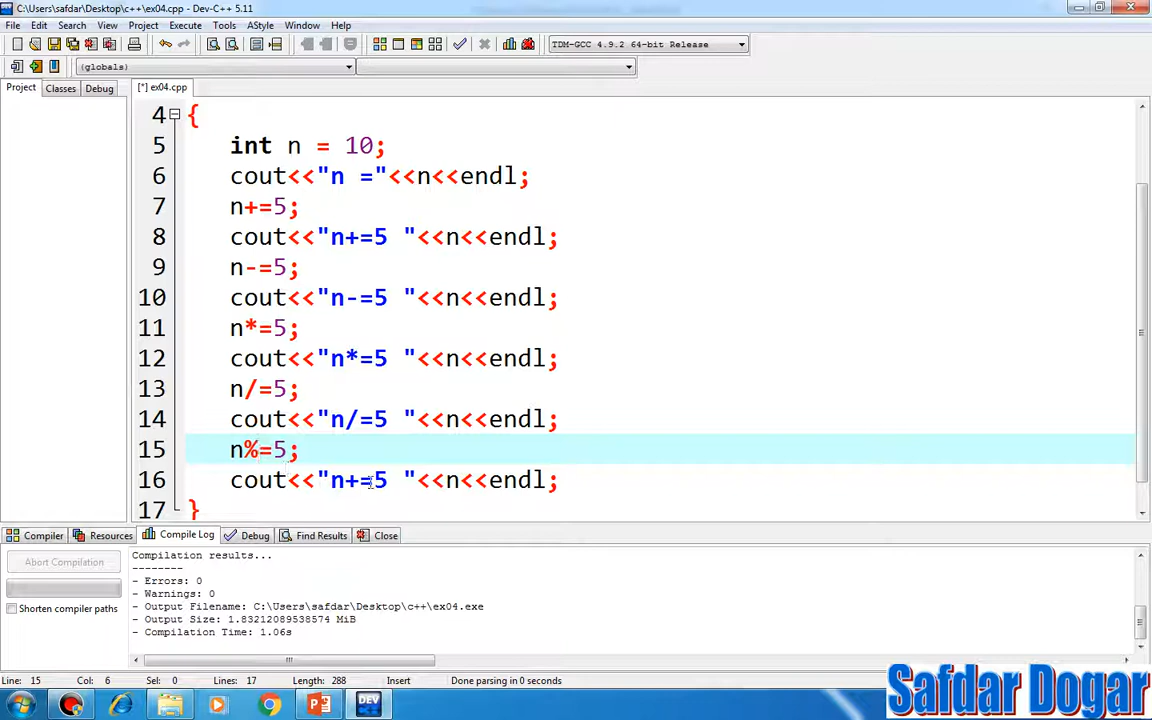 C:\Users\safdar\Desktop\c++\ex04.cpp - Dev-C++ 5.11
File Edit Search View Project Execute Tools AStyle Window Help
TDM-GCC 4.9.2 64-bit Release
(globals)
Project Classes Debug [*] ex04.cpp
4 {
5 int n = 10;
6 cout<<"n ="<<n<<endl;
7 n+=5;
8 cout<<"n+=5 "<<n<<endl;
9 n-=5;
10 cout<<"n-=5 "<<n<<endl;
11 n*=5;
12 cout<<"n*=5 "<<n<<endl;
13 n/=5;
14 cout<<"n/=5 "<<n<<endl;
15 n%=5;
16 cout<<"n+=5 "<<n<<endl;
17 }
Compiler Resources Compile Log Debug Find Results Close
Abort Compilation
Shorten compiler paths
Compilation results...
--------
- Errors: 0
- Warnings: 0
- Output Filename: C:\Users\safdar\Desktop\c++\ex04.exe
- Output Size: 1.83212089538574 MiB
- Compilation Time: 1.06s
Line: 15 Col: 6 Sel: 0 Lines: 17 Length: 288 Insert Done parsing in 0 seconds
DEV
Safdar Dogar